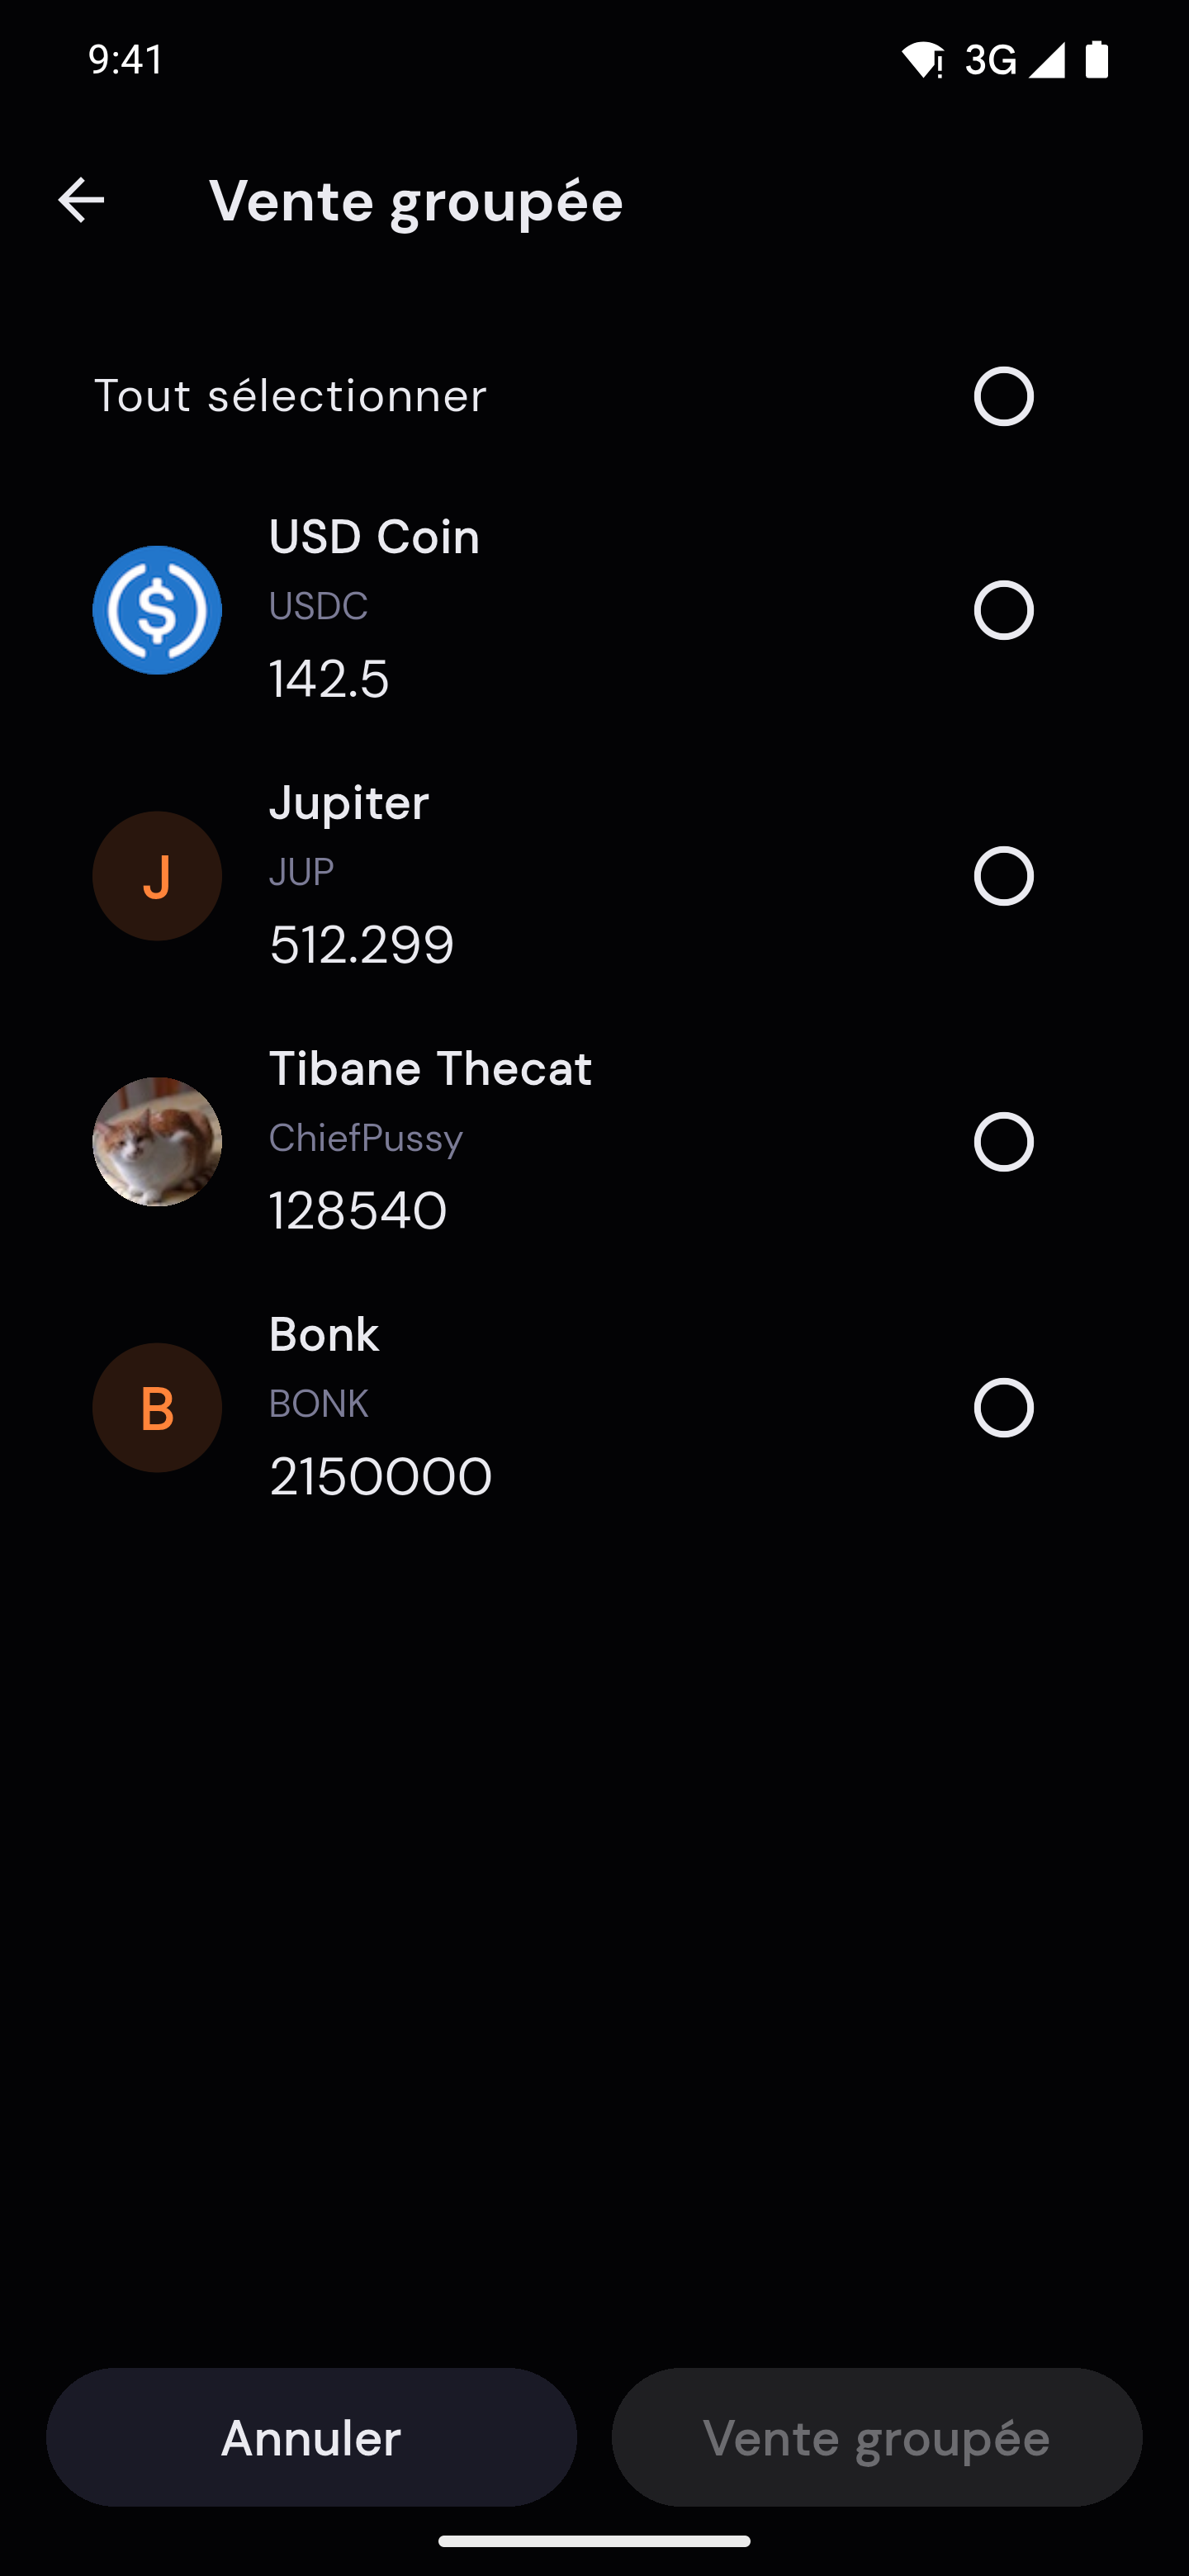 9:41
3G
Vente groupée
Tout sélectionner
USD Coin
USDC
142.5
J
Jupiter
JUP
512.299
Tibane Thecat
ChiefPussy
128540
B
Bonk
BONK
2150000
Annuler
Vente groupée